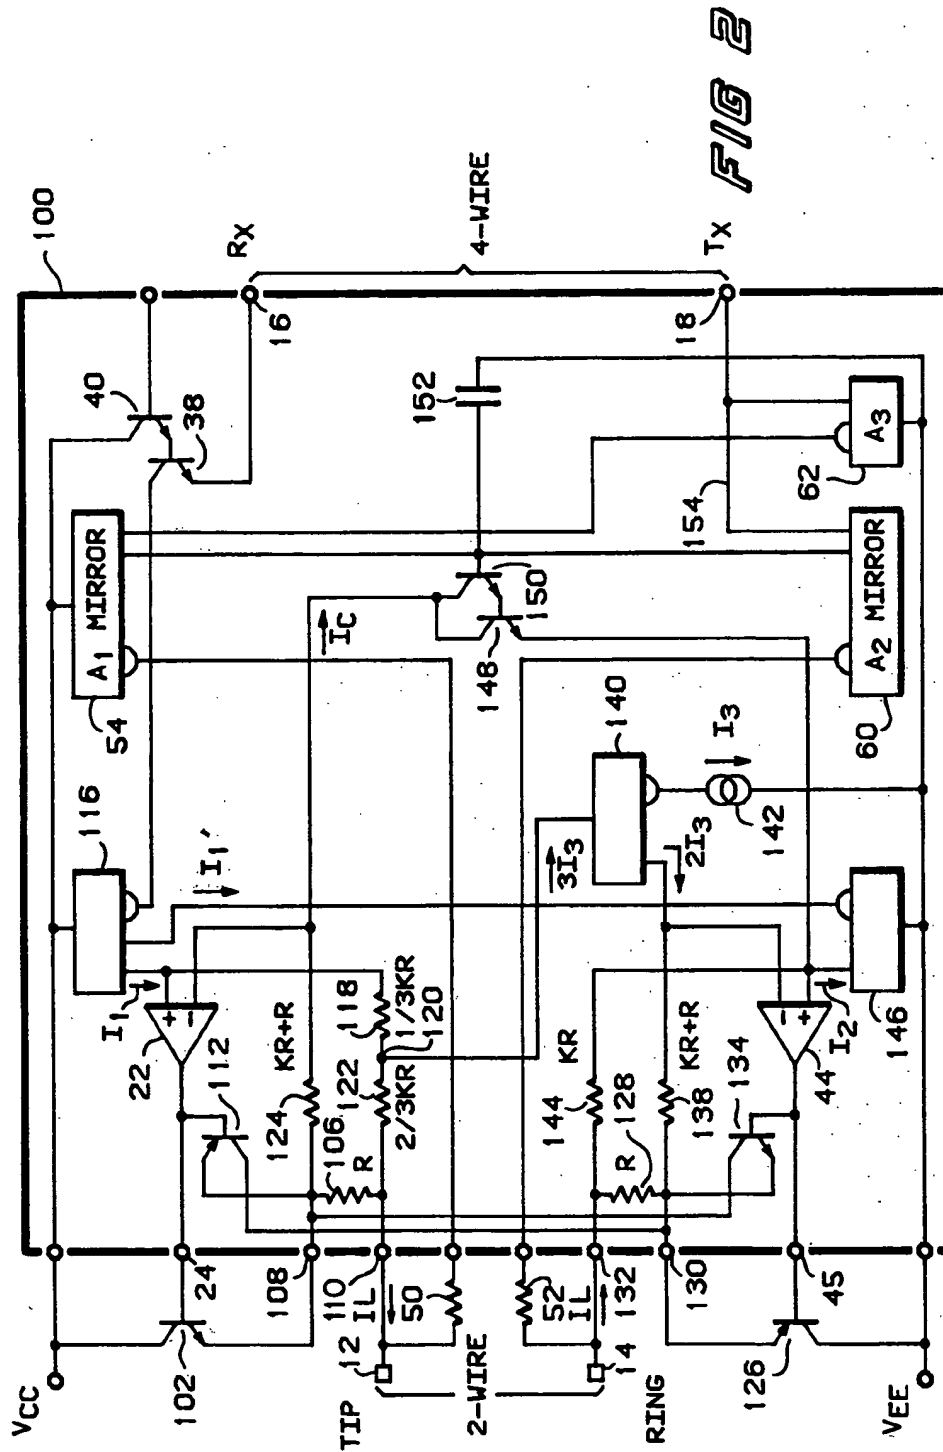 FIG 2
100
VCC
102
24
108
110
IL
50
12
TIP
2-WIRE
14
RING
52
IL
132
130
126
45
VEE
116
I1
I1'
22
112
124
KR+R
118
1/3KR
120
122
2/3KR
106
R
KR
144
128
R
KR+R
138
134
44
I2
146
A1 MIRROR
54
40
38
RX
16
4-WIRE
TX
18
IC
148
150
152
140
3I3
2I3
I3
142
154
A2 MIRROR
60
A3
62